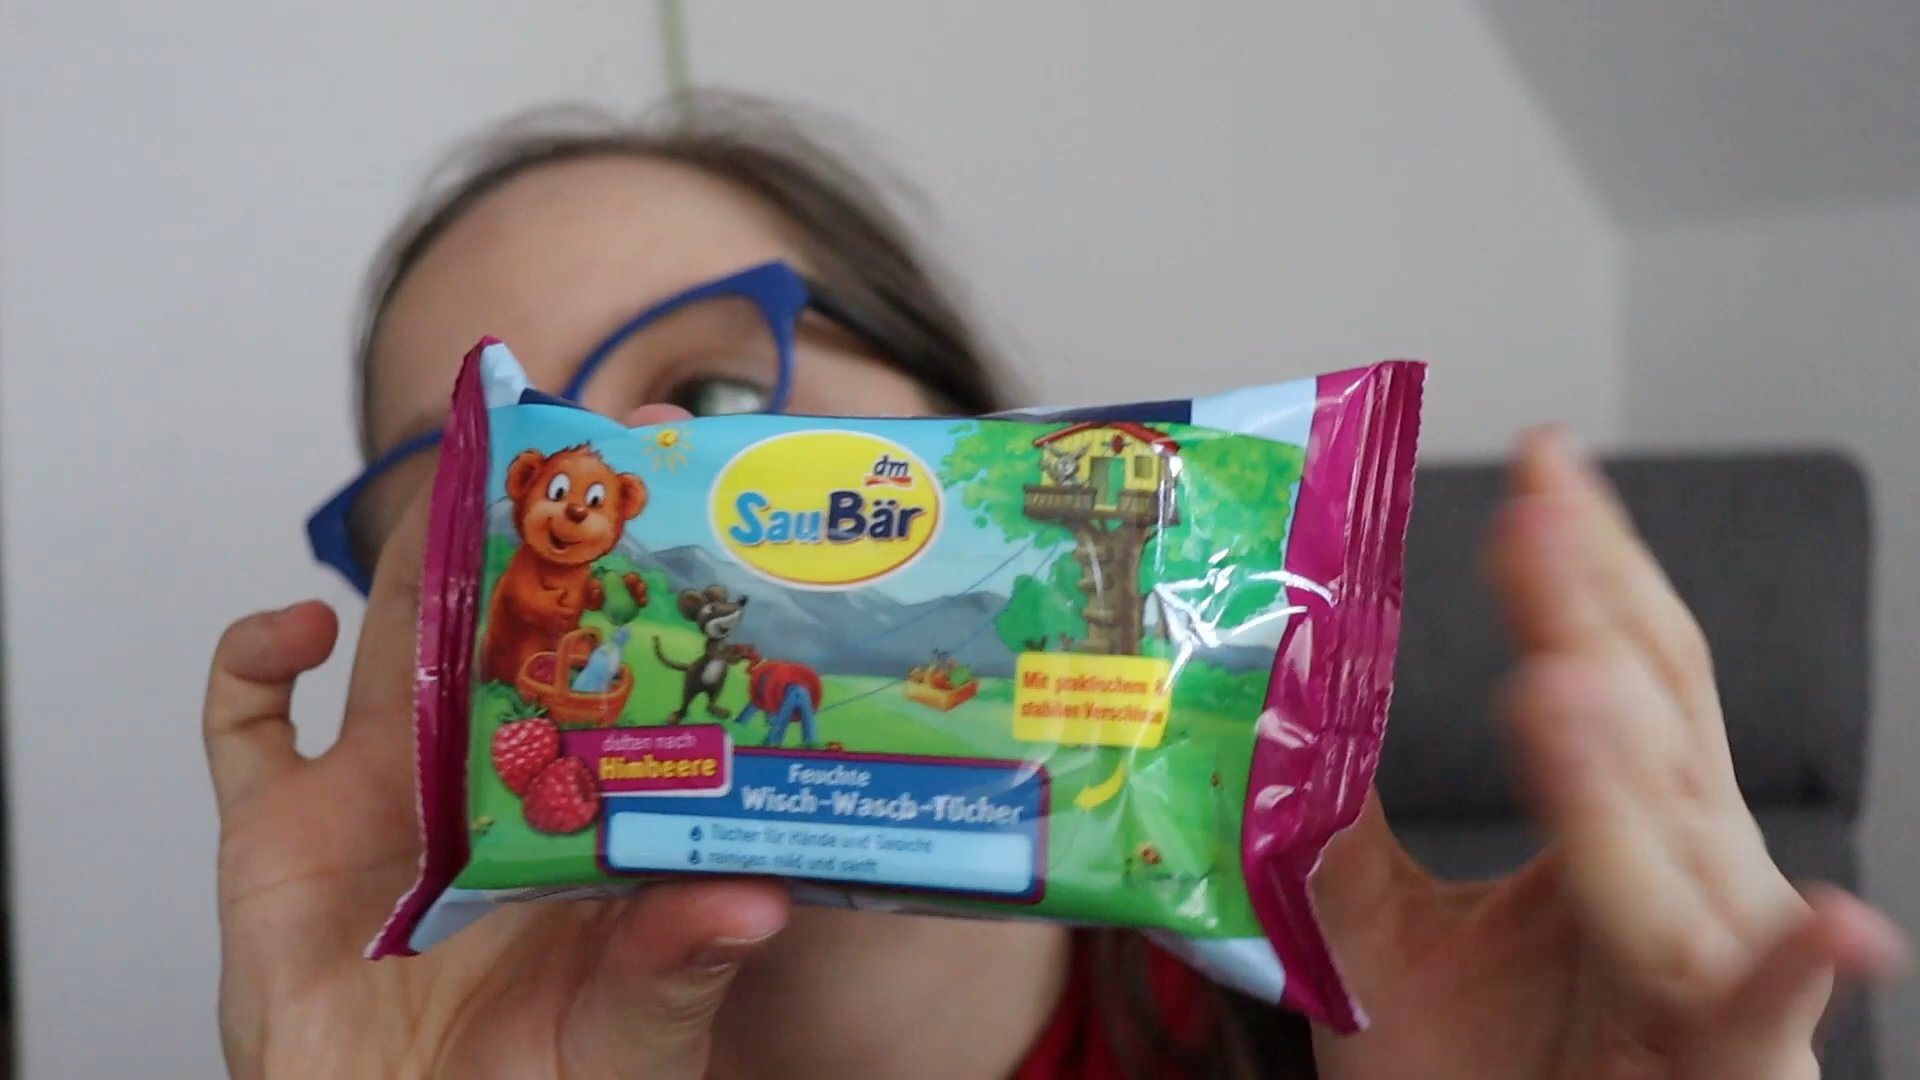 dm
SauBär
Mit praktischem &
stabilen Verschluss
duften nach
Himbeere
Feuchte
Wisch-Wasch-Tücher
Tücher für Hände und Gesicht
reinigen mild und sanft